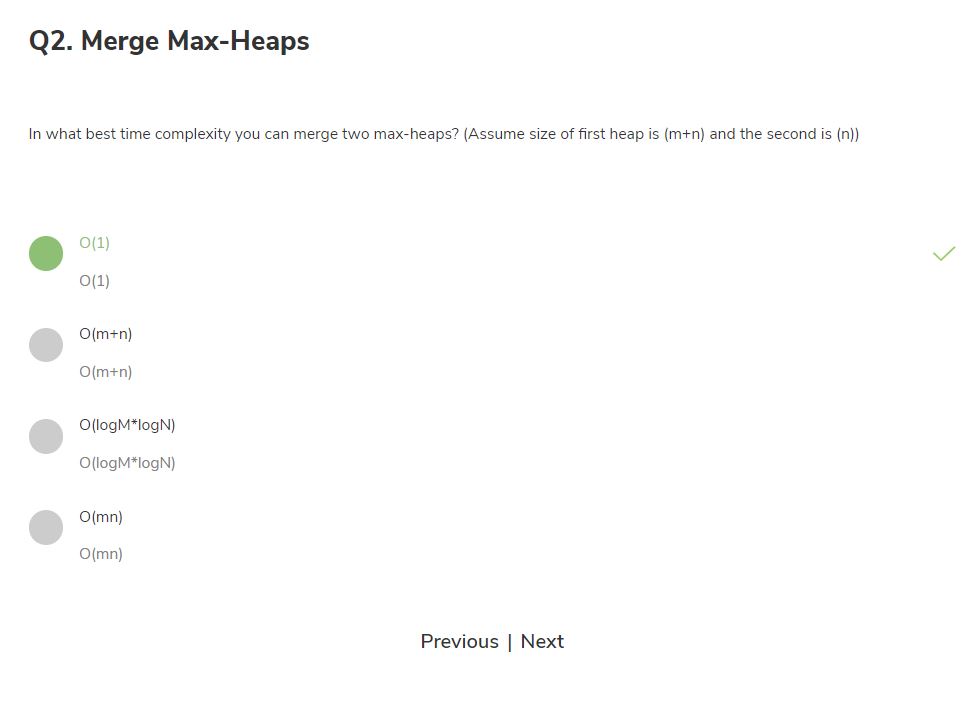 Q2. Merge Max-Heaps
In what best time complexity you can merge two max-heaps? (Assume size of first heap is (m+n) and the second is (n))
O(1)
O(1)
O(m+n)
O(m+n)
O(logM*logN)
O(logM*logN)
O(mn)
O(mn)
Previous | Next